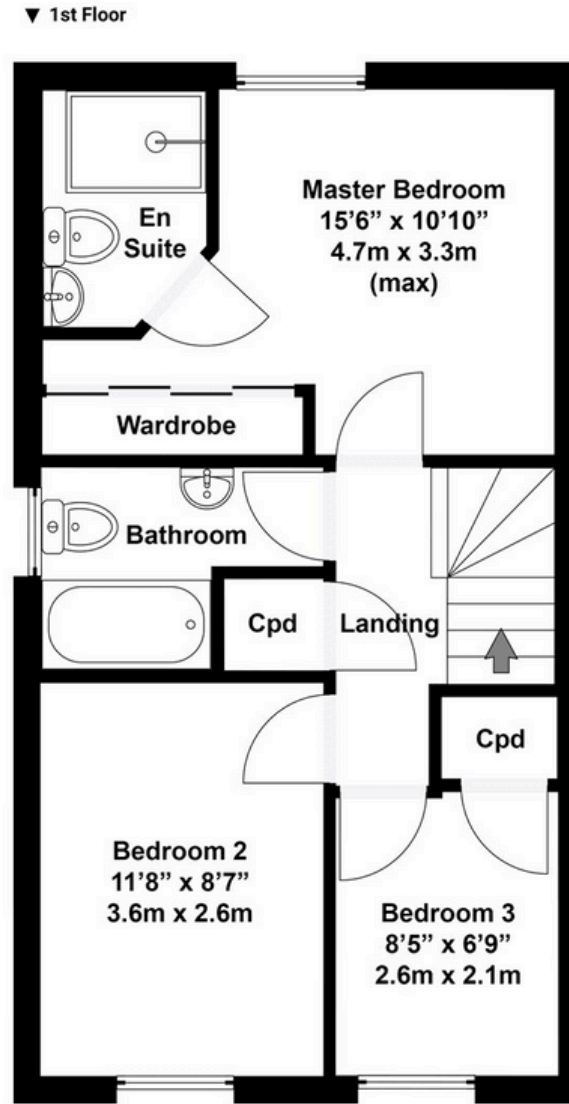 ▼ 1st Floor
Master Bedroom
15’6” x 10’10”
4.7m x 3.3m
(max)
En
Suite
Wardrobe
Bathroom
Cpd
Landing
Cpd
Bedroom 2
11’8” x 8’7”
3.6m x 2.6m
Bedroom 3
8’5” x 6’9”
2.6m x 2.1m